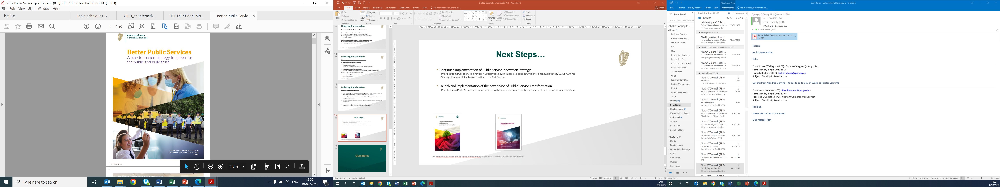 Better Public Services print version (003).pdf - Adobe Acrobat Reader DC (32-bit)
File Edit View Sign Window Help
Home
ToolsTechniques-G...
CIPD_ea-interactiv...
TPF DEPR April Mo...
Better Public Servic... ×
1 / 20
Rialtas na hÉireann
Government of Ireland
Better Public Services
A transformation strategy to deliver for
the public and build trust
Prepared by the Department of Public
Expenditure, NDP Delivery and Reform
gov.ie
2023
41.1%
Type here to search
ENG
12:00
19/04/2023
Draft presentation for Dustin_V2 - PowerPoint
File Home Insert Design Transitions Animations Slide Show Review View Tell me what you want to do...
Share
Paste
Cut
Copy
Format Painter
Clipboard
New
Slide
Layout
Reset
Section
Slides
Font
Text Direction
Align Text
Convert to SmartArt
Paragraph
Arrange
Quick
Styles
Shape Fill
Shape Outline
Shape Effects
Drawing
Find
Replace
Select
Editing
Delivering Transformation
13
Delivering Transformation
14
Delivering Transformation
15
Next Steps...
16
Questions
Next Steps…
Continued implementation of Public Service Innovation Strategy
Priorities from Public Service Innovation Strategy are now included as a pillar in Civil Service Renewal Strategy 2030: A 10-Year
Strategic Framework for Transformation of the Civil Service.
Launch and implementation of the next phase of Public Service Transformation
Priorities from Public Service Innovation Strategy will also be incorporated in the next phase of Public Service Transformation,
Civil Service Renewal
2030 Strategy
Making Innovation Real
An Roinn Caiteachais Phoiblí agus Athchóirithe | Department of Public Expenditure and Reform
Slide 15 of 16 English (Ireland)
Notes Comments
50%
12:00
19/04/2023
Attachment Tools
Sent Items - Colin.Flaherty@per.gov.ie - Outlook
File Home Send / Receive Folder View Attachments Tell me what you want to do...
New Email
Colin.Flaherty@...
Inbox 1
Business Planning
Communications...
DETE Interviews
FTC
HSE
Innovation Confer...
Innovation Fund
Innovation Scorecard
Innovation Week
JD Edwards
OPSI
Parliamentary Qs...
Project Management
PSIAB
Public Service Refo...
TC45
Drafts [17]
Sent Items
Deleted Items 54
Conversation History
Junk Email [5]
Outbox
RSS Feeds
Search Folders
GOV Tech
Drafts
Deleted Items
Future Tech Challenge
Inbox
Junk Email
Outbox
Sent Items
Items: 7,677
Search Sent Items (Ctrl+E)
Current Folder
All Unread
By To
A to Z
'Nfahy@ipa.ie'; 'hbro...
FW: DPER Consultation on Dev...
19/01/2023
Colleagues, As you may be
Niall.Egan@welfare.ie
Niall.Egan@welfare.ie
RE: Invitation to Design Works...
16/02/2023
Hi Niall I hope you are keeping
Niamh Collins (PER); Nora O'Donnell (PER)
Niamh Collins (PER); ...
RE: Minister's availability on Th...
Thu 13/04
No apologies necessary Niamh.
Niamh Collins (PER); ...
RE: Minister's availability on Th...
Thu 13/04
Hi Niamh Thanks a million for
Nora O'Donnell (PER)
Nora O'Donnell (PER)
FW: slides
11:49
Just an FYI Nora. I'll have them
Nora O'Donnell (PER)
RE: draft presentation for Dustin
10:49
Hi Nora See attached V2. We
Nora O'Donnell (PER)
FW: D.BROWNE
10:16
From: Marianne Cassidy (PER)
Nora O'Donnell (PER)
RE: draft presentation for Dustin
Tue 15:12
Thanks Nora, I'll look after it
Nora O'Donnell (PER)
RE: Gearán Oifigiúil /Official Co...
Tue 15:12
Hi Nora Response is perfect.
Nora O'Donnell (PER)
FW: Gearán Oifigiúil /Official C...
Tue 13:13
From: Colin Flaherty (PER)
Nora O'Donnell (PER)
FW: governance docs
Tue 10:23
From: Marianne Cassidy (PER)
Nora O'Donnell (PER)
FW: Quote for Digital Driving Li...
Mon 15:41
FYI
Nora O'Donnell (PER)
FW: slightly tweaked doc
Mon 15:40
Hi Nora As discussed earlier.
Reply Reply All Forward IM
Mon 17/04/2023 15:40
Colin Flaherty (PER)
FW: slightly tweaked doc
To Nora O'Donnell (PER)
Better Public Services print version.pdf
16 MB
Hi Nora
As discussed earlier.
Colin
From: Fiona O'Callaghan (PER) <Fiona.O'Callaghan@per.gov.ie>
Sent: Monday 3 April 2023 15:25
To: Colin Flaherty (PER) <Colin.Flaherty@per.gov.ie>
Subject: FW: slightly tweaked doc
Got this from Alan this morning – its due to go to Gov on Weds, so just for your info
From: Alan Plummer (PER) <Alan.Plummer@per.gov.ie>
Sent: Monday 3 April 2023 11:48
To: Fiona O'Callaghan (PER) <Fiona.O'Callaghan@per.gov.ie>
Subject: FW: slightly tweaked doc
Hi Fiona,
Please see the doc as discussed.
Kind regards, Alan
This folder is up to date. Connected to: Microsoft Exchange
100%
12:00
19/04/2023